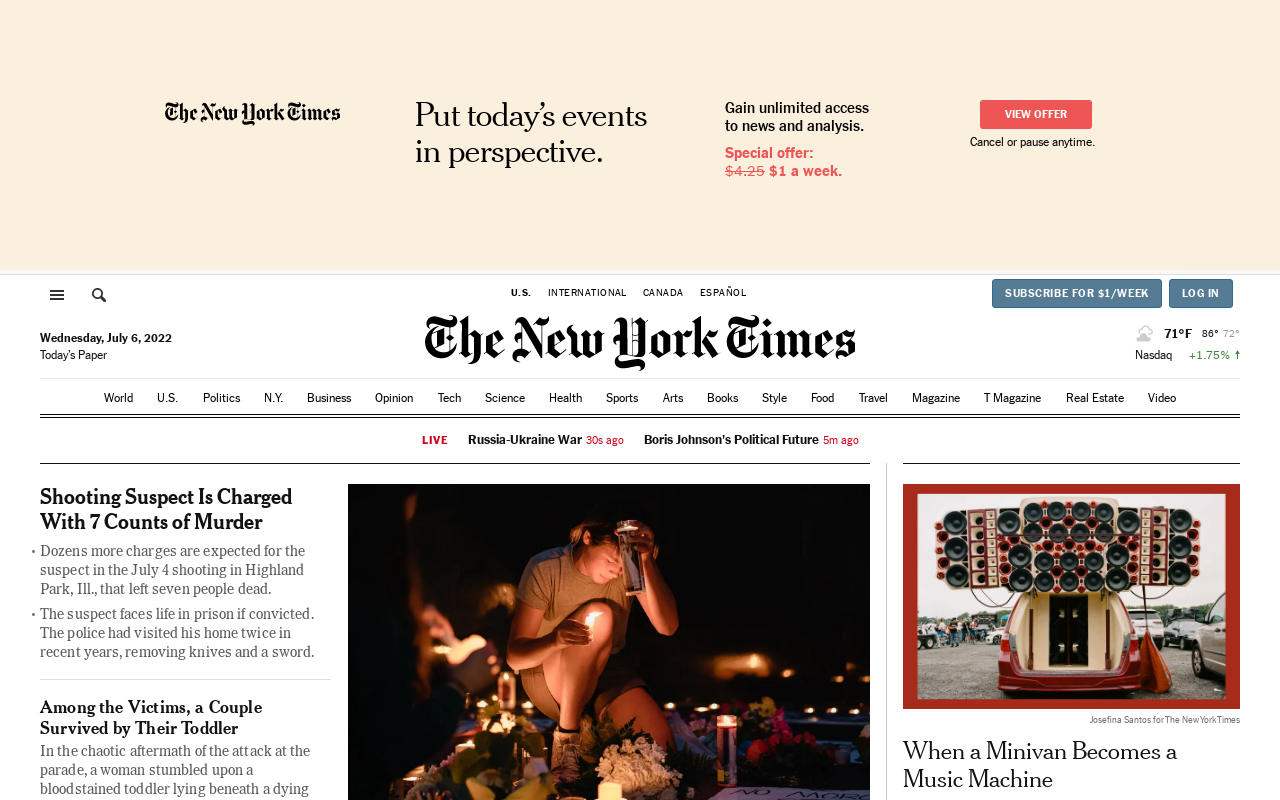 The New York Times
Put today's events
in perspective.
Gain unlimited access
to news and analysis.
Special offer:
$4.25 $1 a week.
VIEW OFFER
Cancel or pause anytime.
U.S. INTERNATIONAL CANADA ESPAÑOL
SUBSCRIBE FOR $1/WEEK LOG IN
Wednesday, July 6, 2022
Today's Paper
The New York Times
71°F 86° 72°
Nasdaq +1.75% ↑
World U.S. Politics N.Y. Business Opinion Tech Science Health Sports Arts Books Style Food Travel Magazine T Magazine Real Estate Video
LIVE Russia-Ukraine War 30s ago Boris Johnson's Political Future 5m ago
Shooting Suspect Is Charged
With 7 Counts of Murder
• Dozens more charges are expected for the
suspect in the July 4 shooting in Highland
Park, Ill., that left seven people dead.
• The suspect faces life in prison if convicted.
The police had visited his home twice in
recent years, removing knives and a sword.
Among the Victims, a Couple
Survived by Their Toddler
In the chaotic aftermath of the attack at the
parade, a woman stumbled upon a
bloodstained toddler lying beneath a dying
NO MORE
Josefina Santos for The New York Times
When a Minivan Becomes a
Music Machine